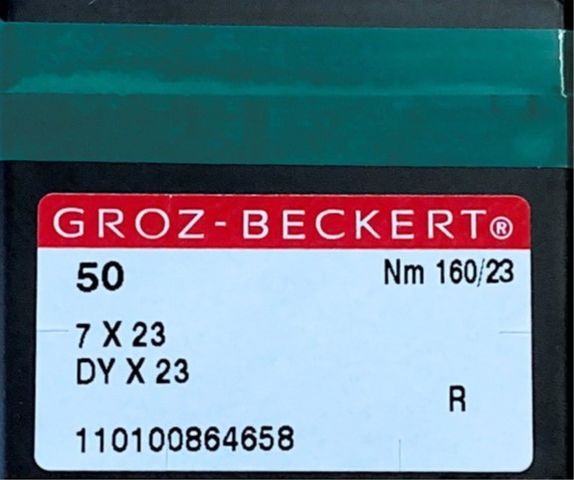 GROZ-BECKERT®
50 Nm 160/23
7 X 23
DY X 23
R
110100864658